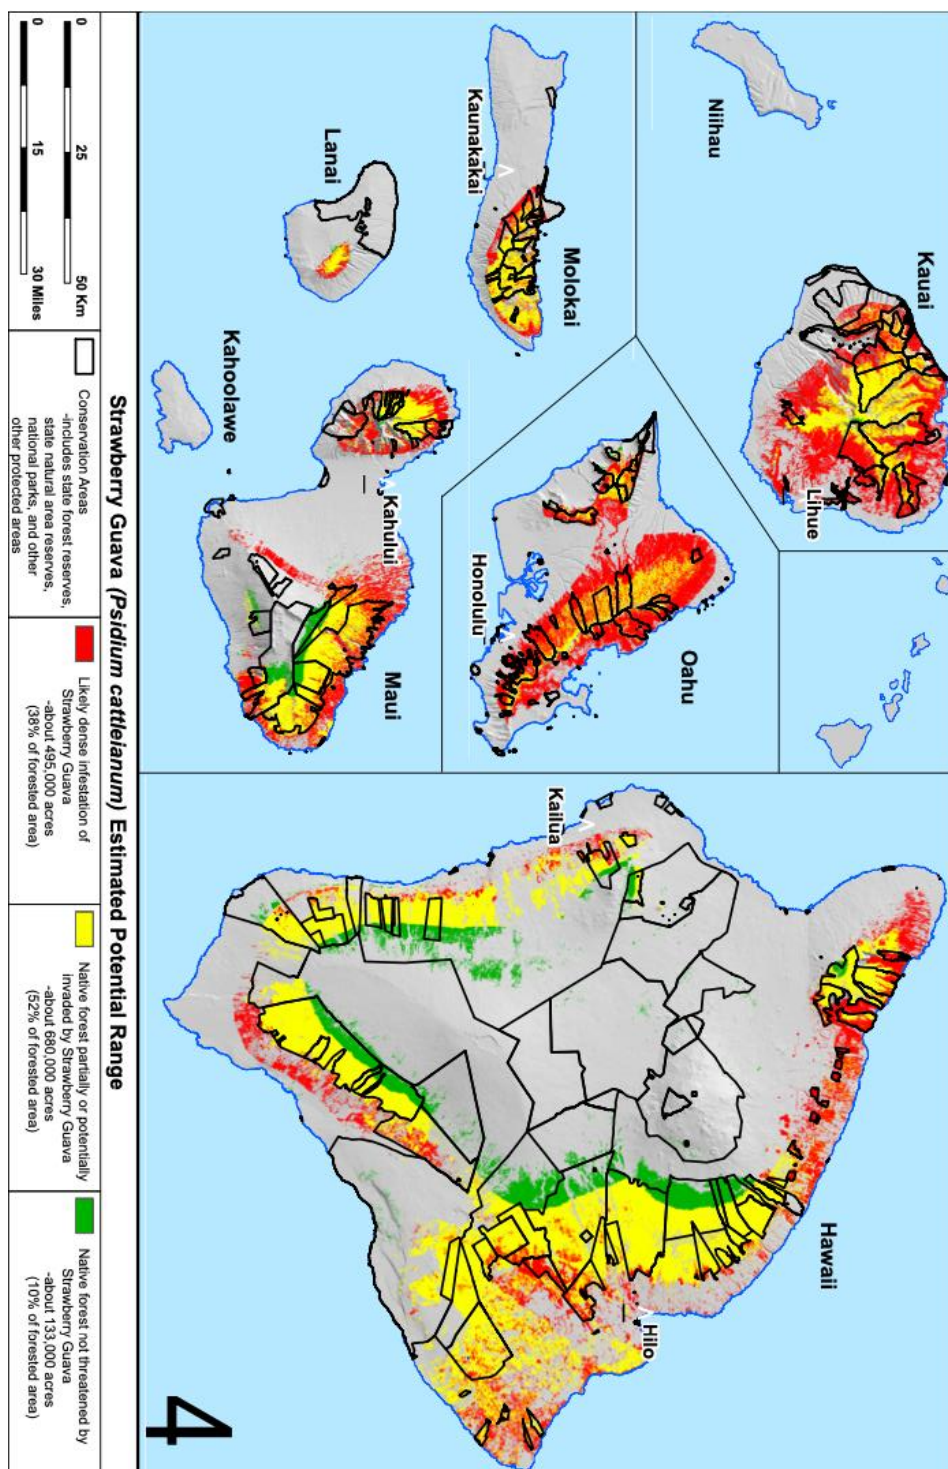 Kauai
Niihau
Lihue
Molokai
Kaunakakai
Lanai
Oahu
Honolulu
Kahului
Maui
Kahoolawe
Hawaii
Kailua
Hilo
4
Strawberry Guava (Psidium cattleianum) Estimated Potential Range
0 25 50 Km
0 15 30 Miles
Conservation Areas
-includes state forest reserves,
state natural area reserves,
national parks, and other
other protected areas
Likely dense infestation of
Strawberry Guava
-about 495,000 acres
(38% of forested area)
Native forest partially or potentially
invaded by Strawberry Guava
-about 680,000 acres
(52% of forested area)
Native forest not threatened by
Strawberry Guava
-about 133,000 acres
(10% of forested area)